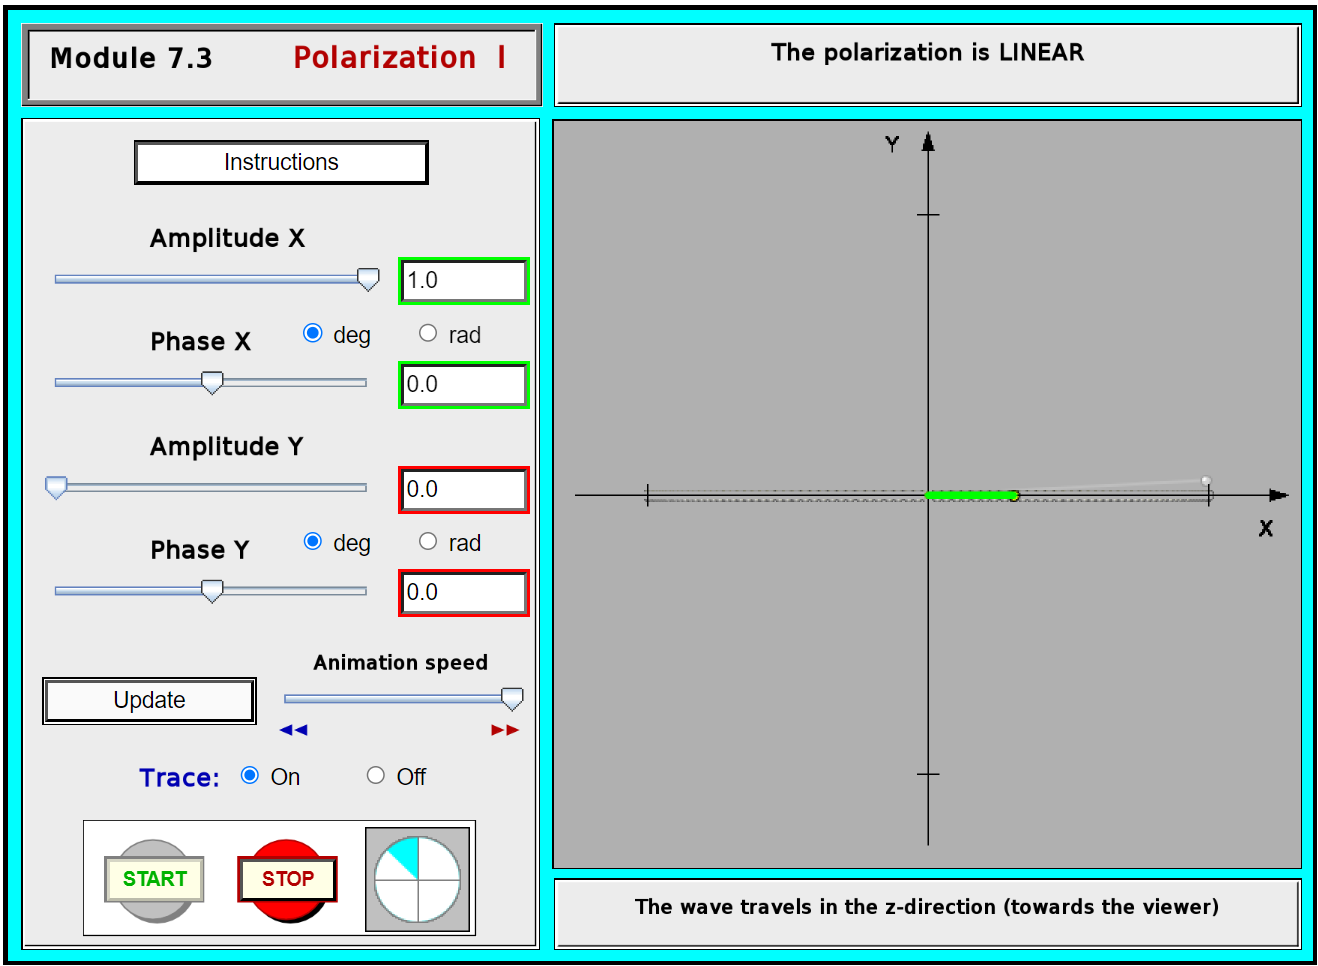 Module 7.3 Polarization I
The polarization is LINEAR
Instructions
Amplitude X
1.0
Phase X
deg rad
0.0
Amplitude Y
0.0
Phase Y
deg rad
0.0
Animation speed
Update
Trace: On Off
START STOP
Y
X
The wave travels in the z-direction (towards the viewer)